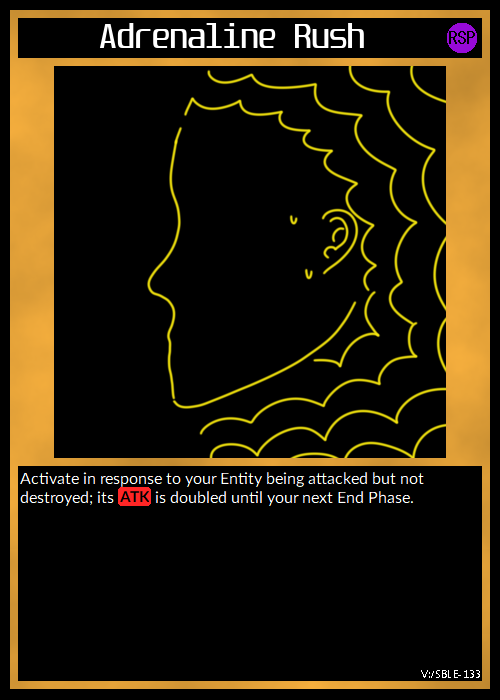 Adrenaline Rush
RSP
Activate in response to your Entity being attacked but not
destroyed; its ATK is doubled until your next End Phase.
V:/SBLE-133